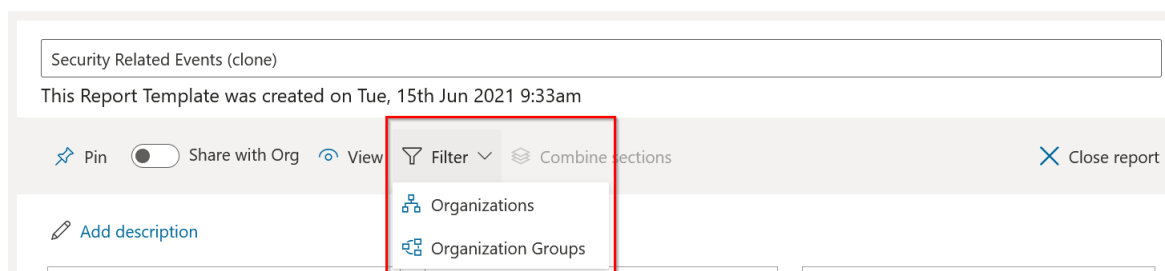 Security Related Events (clone)
This Report Template was created on Tue, 15th Jun 2021 9:33am
Pin Share with Org View Filter Combine sections Close report
Organizations
Add description
Organization Groups